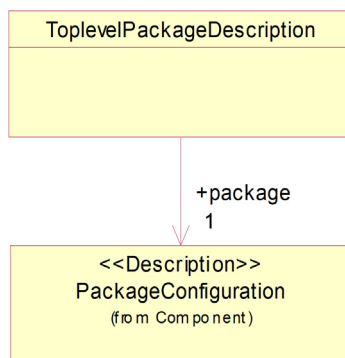 ToplevelPackageDescription
+package
1
<<Description>>
PackageConfiguration
(from Component)